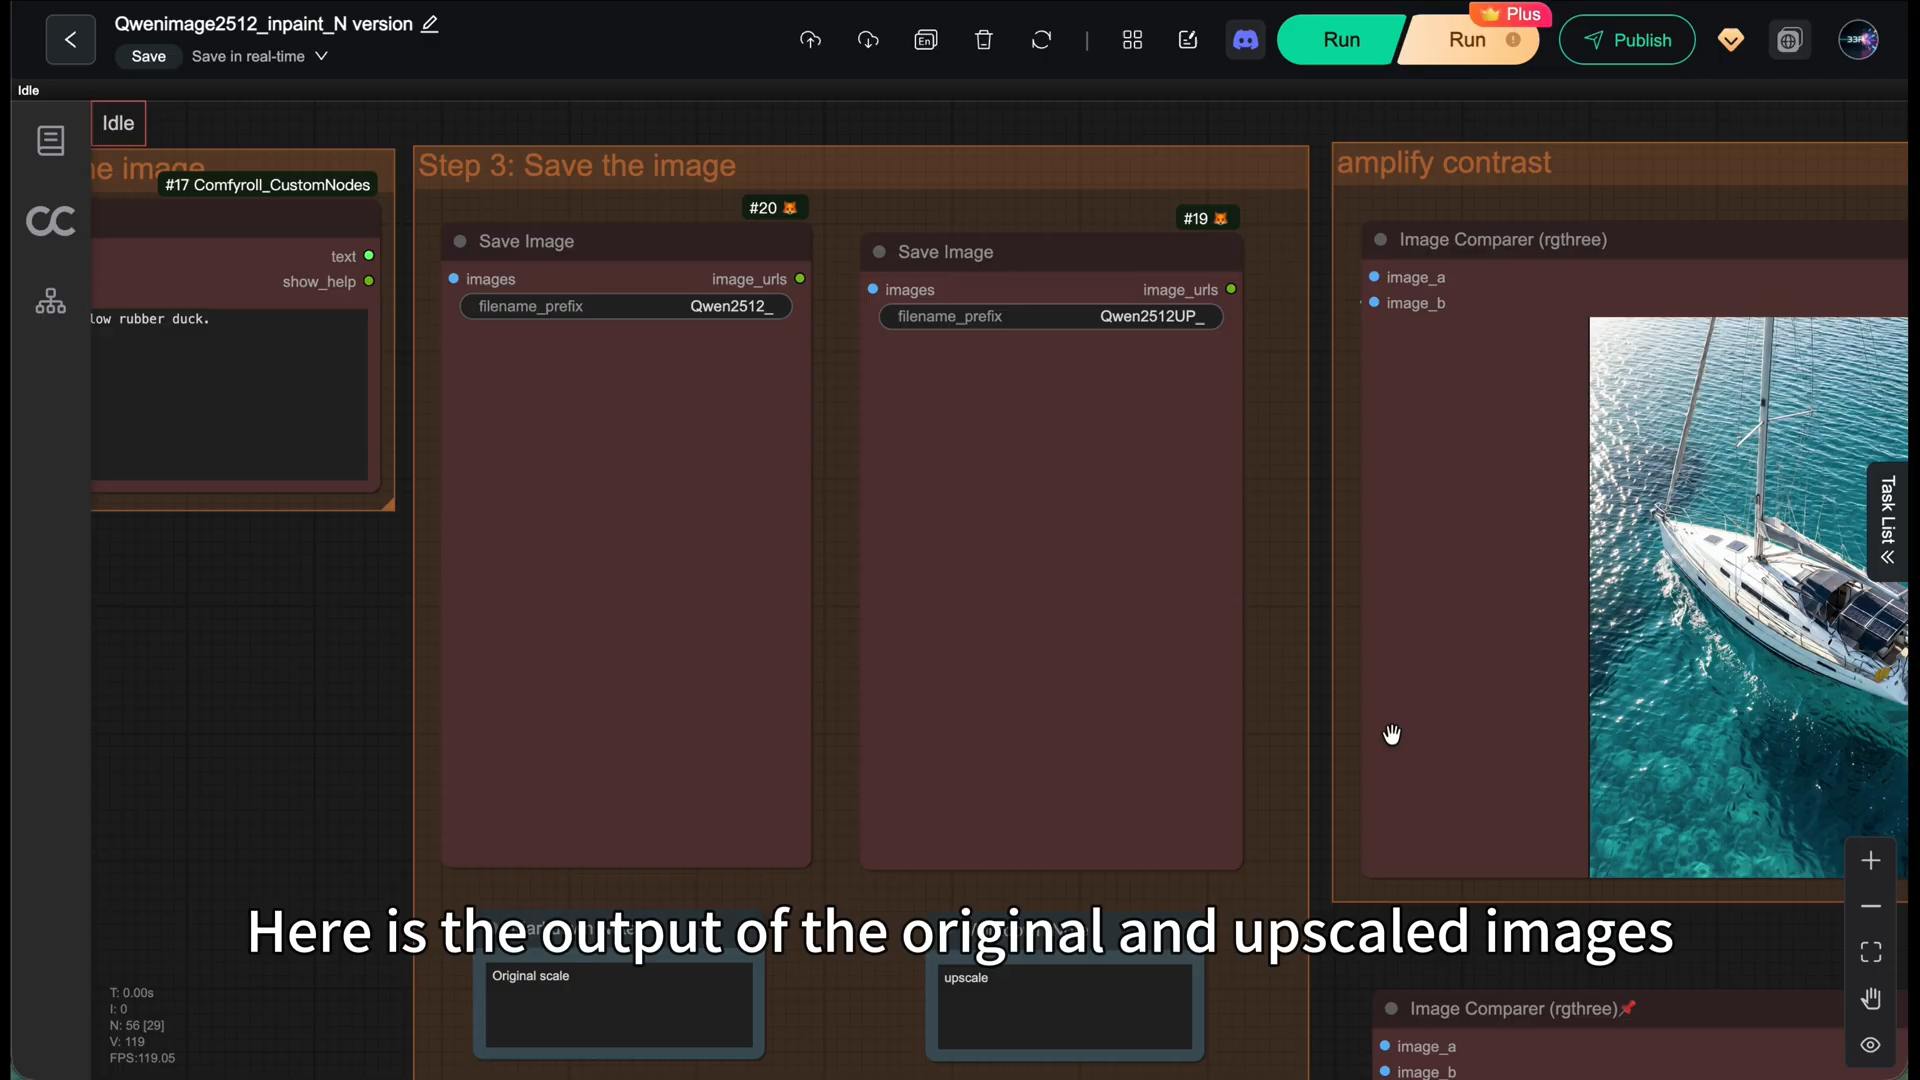 Qwenimage2512_inpaint_N version
Save
Save in real-time
En
Run
Run
Plus
Publish
33F
Idle
Idle
he image
#17 Comfyroll_CustomNodes
text
show_help
low rubber duck.
Step 3: Save the image
#20
Save Image
images
image_urls
filename_prefix
Qwen2512_
#19
Save Image
images
image_urls
filename_prefix
Qwen2512UP_
amplify contrast
Image Comparer (rgthree)
image_a
image_b
Task List
Here is the output of the original and upscaled images
Original scale
upscale
Image Comparer (rgthree)
image_a
image_b
T: 0.00s
I: 0
N: 56 [29]
V: 119
FPS:119.05